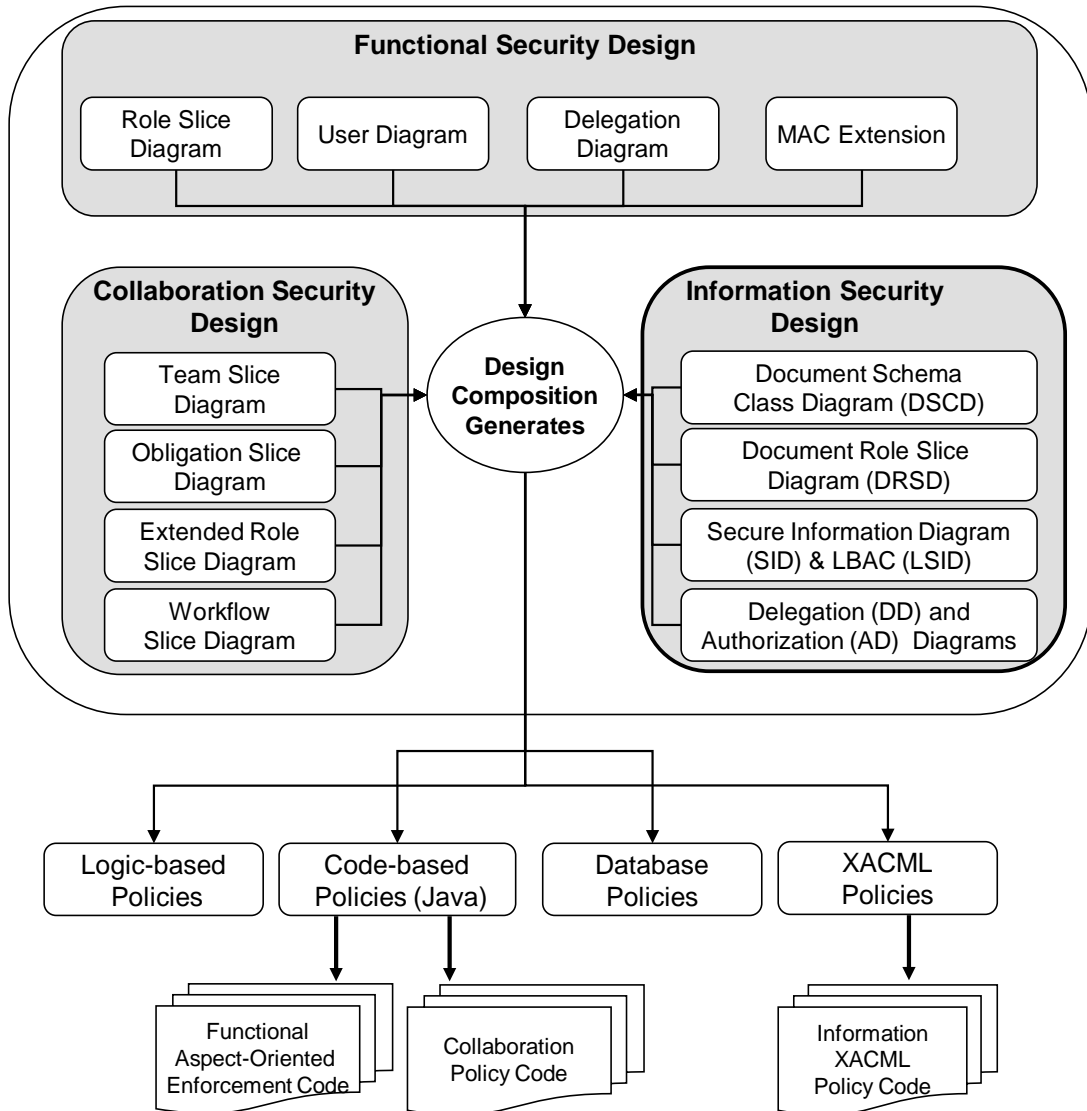 Functional Security Design
Role Slice
Diagram
User Diagram
Delegation
Diagram
MAC Extension
Collaboration Security
Design
Team Slice
Diagram
Obligation Slice
Diagram
Extended Role
Slice Diagram
Workflow
Slice Diagram
Design
Composition
Generates
Information Security
Design
Document Schema
Class Diagram (DSCD)
Document Role Slice
Diagram (DRSD)
Secure Information Diagram
(SID) & LBAC (LSID)
Delegation (DD) and
Authorization (AD) Diagrams
Logic-based
Policies
Code-based
Policies (Java)
Database
Policies
XACML
Policies
Functional
Aspect-Oriented
Enforcement Code
Collaboration
Policy Code
Information
XACML
Policy Code